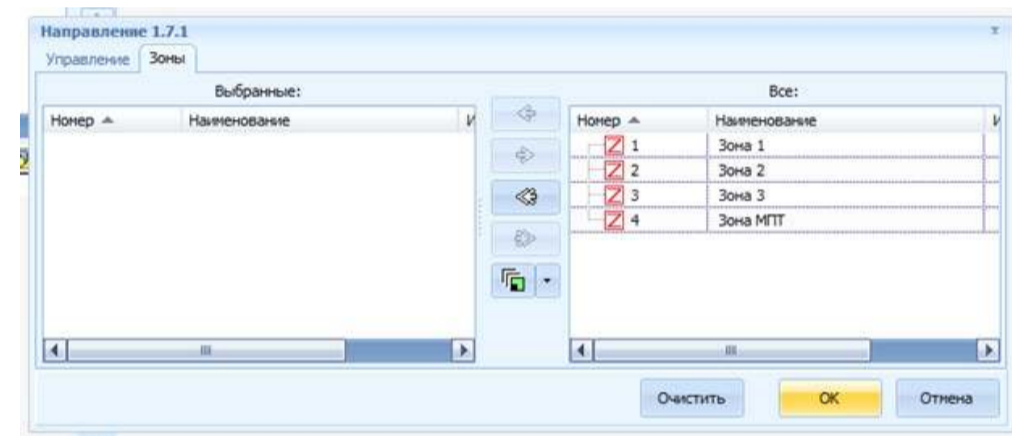 Направление 1.7.1
Управление Зоны
Выбранные: Все:
Номер Наименование И Номер Наименование И
1 Зона 1
2 Зона 2
3 Зона 3
4 Зона МПТ
Очистить ОК Отмена